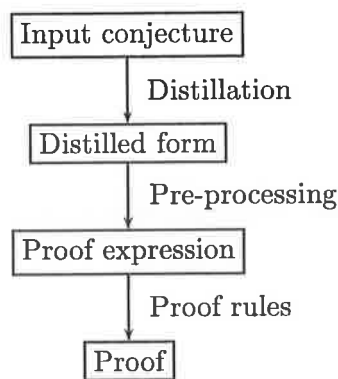 Input conjecture
Distillation
Distilled form
Pre-processing
Proof expression
Proof rules
Proof